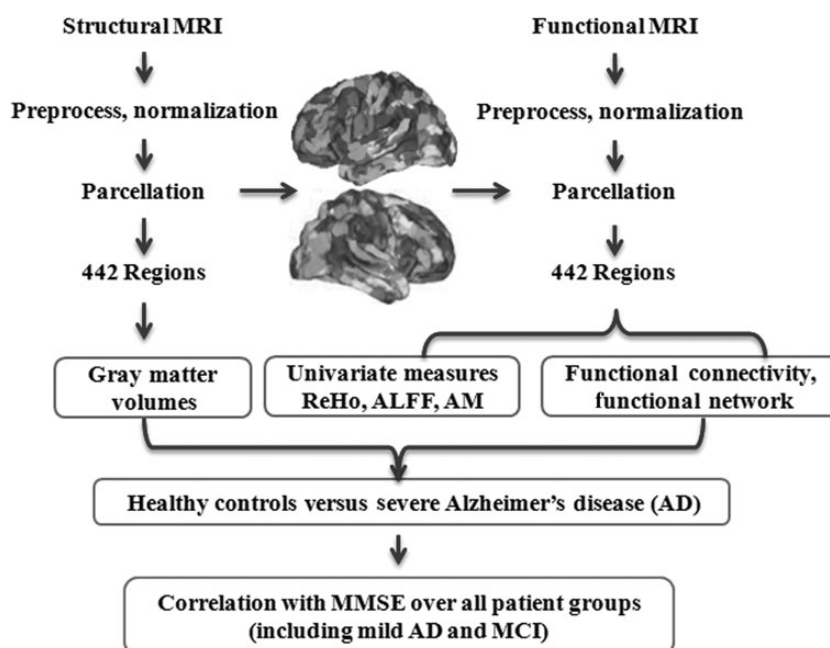 Structural MRI
Functional MRI
Preprocess, normalization
Preprocess, normalization
Parcellation
Parcellation
442 Regions
442 Regions
Gray matter
volumes
Univariate measures
ReHo, ALFF, AM
Functional connectivity,
functional network
Healthy controls versus severe Alzheimer's disease (AD)
Correlation with MMSE over all patient groups
(including mild AD and MCI)